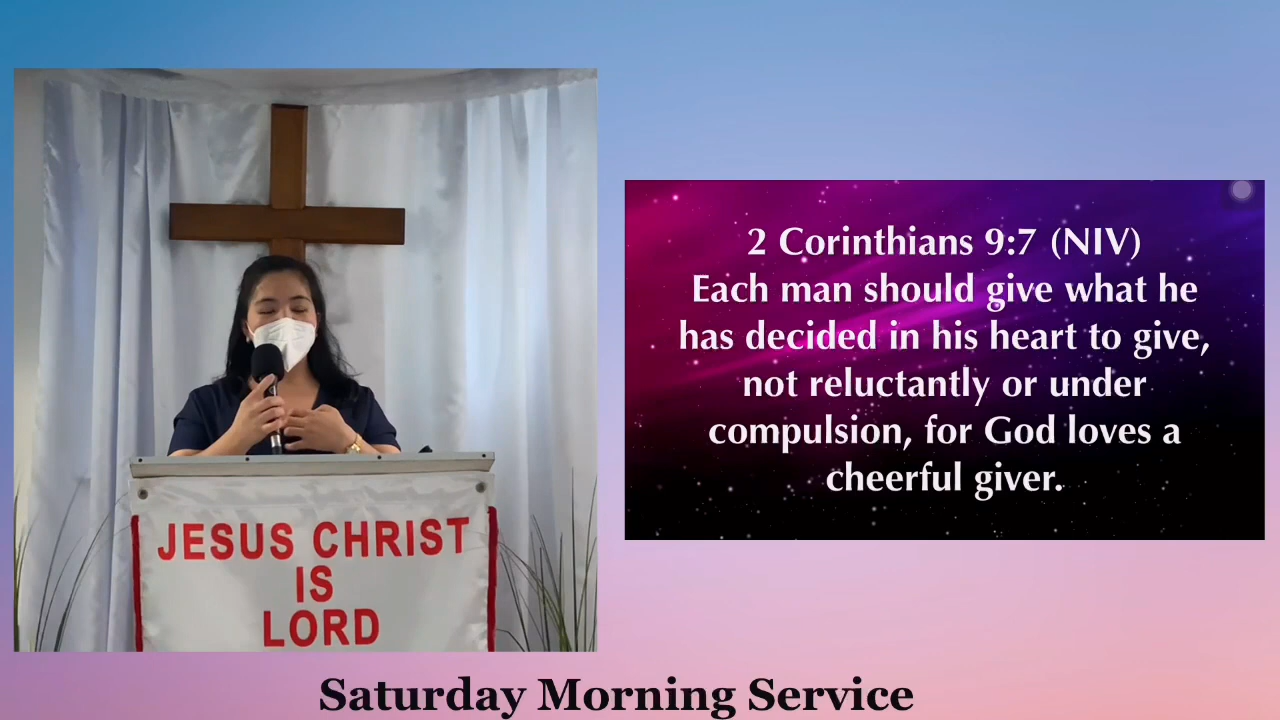 JESUS CHRIST
IS
LORD
2 Corinthians 9:7 (NIV)
Each man should give what he
has decided in his heart to give,
not reluctantly or under
compulsion, for God loves a
cheerful giver.
Saturday Morning Service